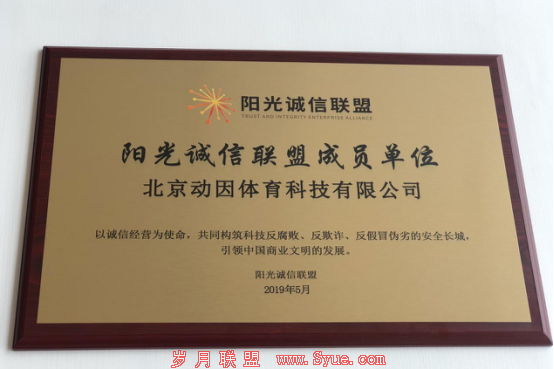 阳光诚信联盟
TRUST AND INTEGRITY ENTERPRISE ALLIANCE
阳光诚信联盟成员单位
北京动因体育科技有限公司
以诚信经营为使命，共同构筑科技反腐败、反欺诈、反假冒伪劣的安全长城，
引领中国商业文明的发展。
阳光诚信联盟
2019年5月
岁月联盟 www.Syue.com